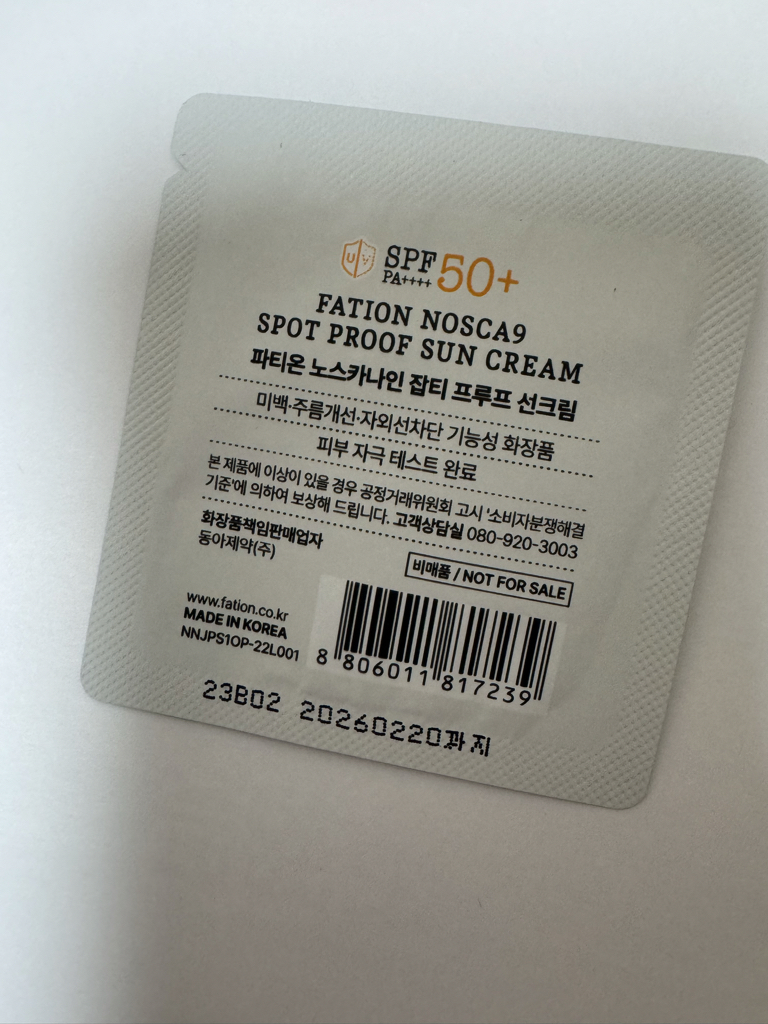 UV SPF 50+
PA++++
FATION NOSCA9
SPOT PROOF SUN CREAM
파티온 노스카나인 잡티 프루프 선크림
미백·주름개선·자외선차단 기능성 화장품
피부 자극 테스트 완료
본 제품에 이상이 있을 경우 공정거래위원회 고시 '소비자분쟁해결
기준'에 의하여 보상해 드립니다. 고객상담실 080-920-3003
화장품책임판매업자
동아제약(주)
비매품 / NOT FOR SALE
www.fation.co.kr
MADE IN KOREA
NNJPS1OP-22L001
8 806011 817239
23B02 20260220까지